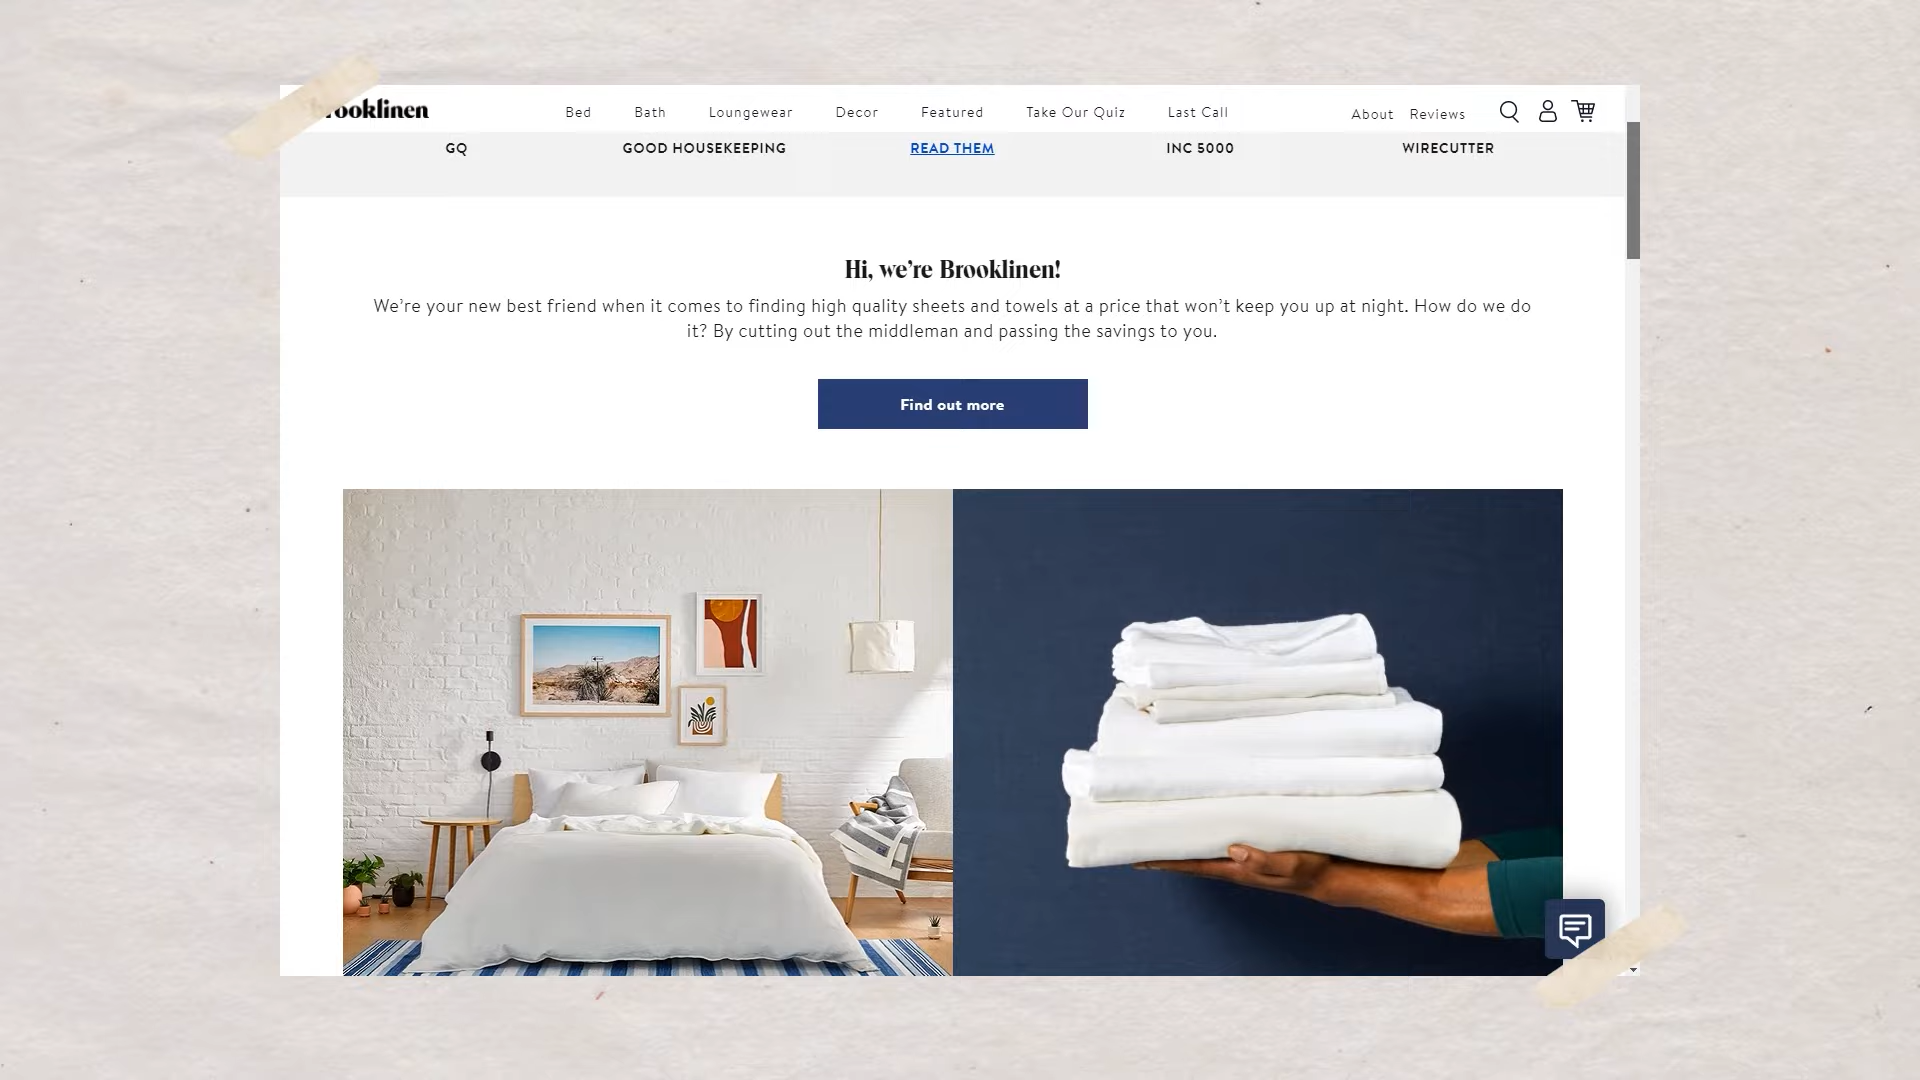 Brooklinen
Bed Bath Loungewear Decor Featured Take Our Quiz Last Call About Reviews
GQ GOOD HOUSEKEEPING READ THEM INC 5000 WIRECUTTER
Hi, we’re Brooklinen!
We’re your new best friend when it comes to finding high quality sheets and towels at a price that won’t keep you up at night. How do we do
it? By cutting out the middleman and passing the savings to you.
Find out more